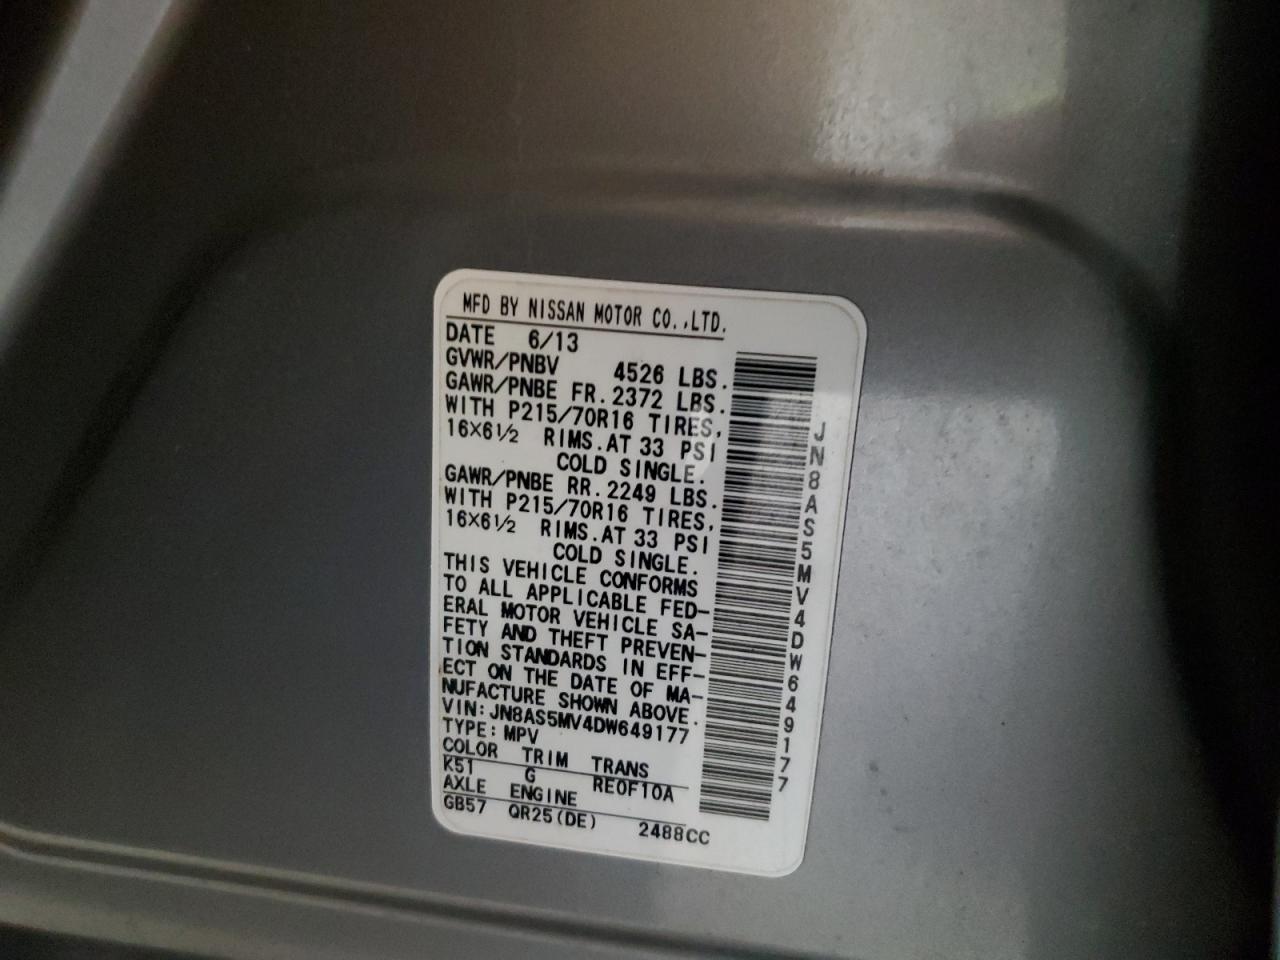 MFD BY NISSAN MOTOR CO.,LTD.
DATE 6/13
GVWR/PNBV 4526 LBS.
GAWR/PNBE FR. 2372 LBS.
WITH P215/70R16 TIRES,
16×6½ RIMS.AT 33 PSI
COLD SINGLE.
GAWR/PNBE RR. 2249 LBS.
WITH P215/70R16 TIRES,
16×6½ RIMS.AT 33 PSI
COLD SINGLE.
THIS VEHICLE CONFORMS
TO ALL APPLICABLE FED-
ERAL MOTOR VEHICLE SA-
FETY AND THEFT PREVEN-
TION STANDARDS IN EFF-
ECT ON THE DATE OF MA-
NUFACTURE SHOWN ABOVE.
VIN:JN8AS5MV4DW649177
TYPE:MPV
COLOR TRIM TRANS
K51 G RE0F10A
AXLE ENGINE
GB57 QR25(DE) 2488CC
JN8AS5MV4DW649177